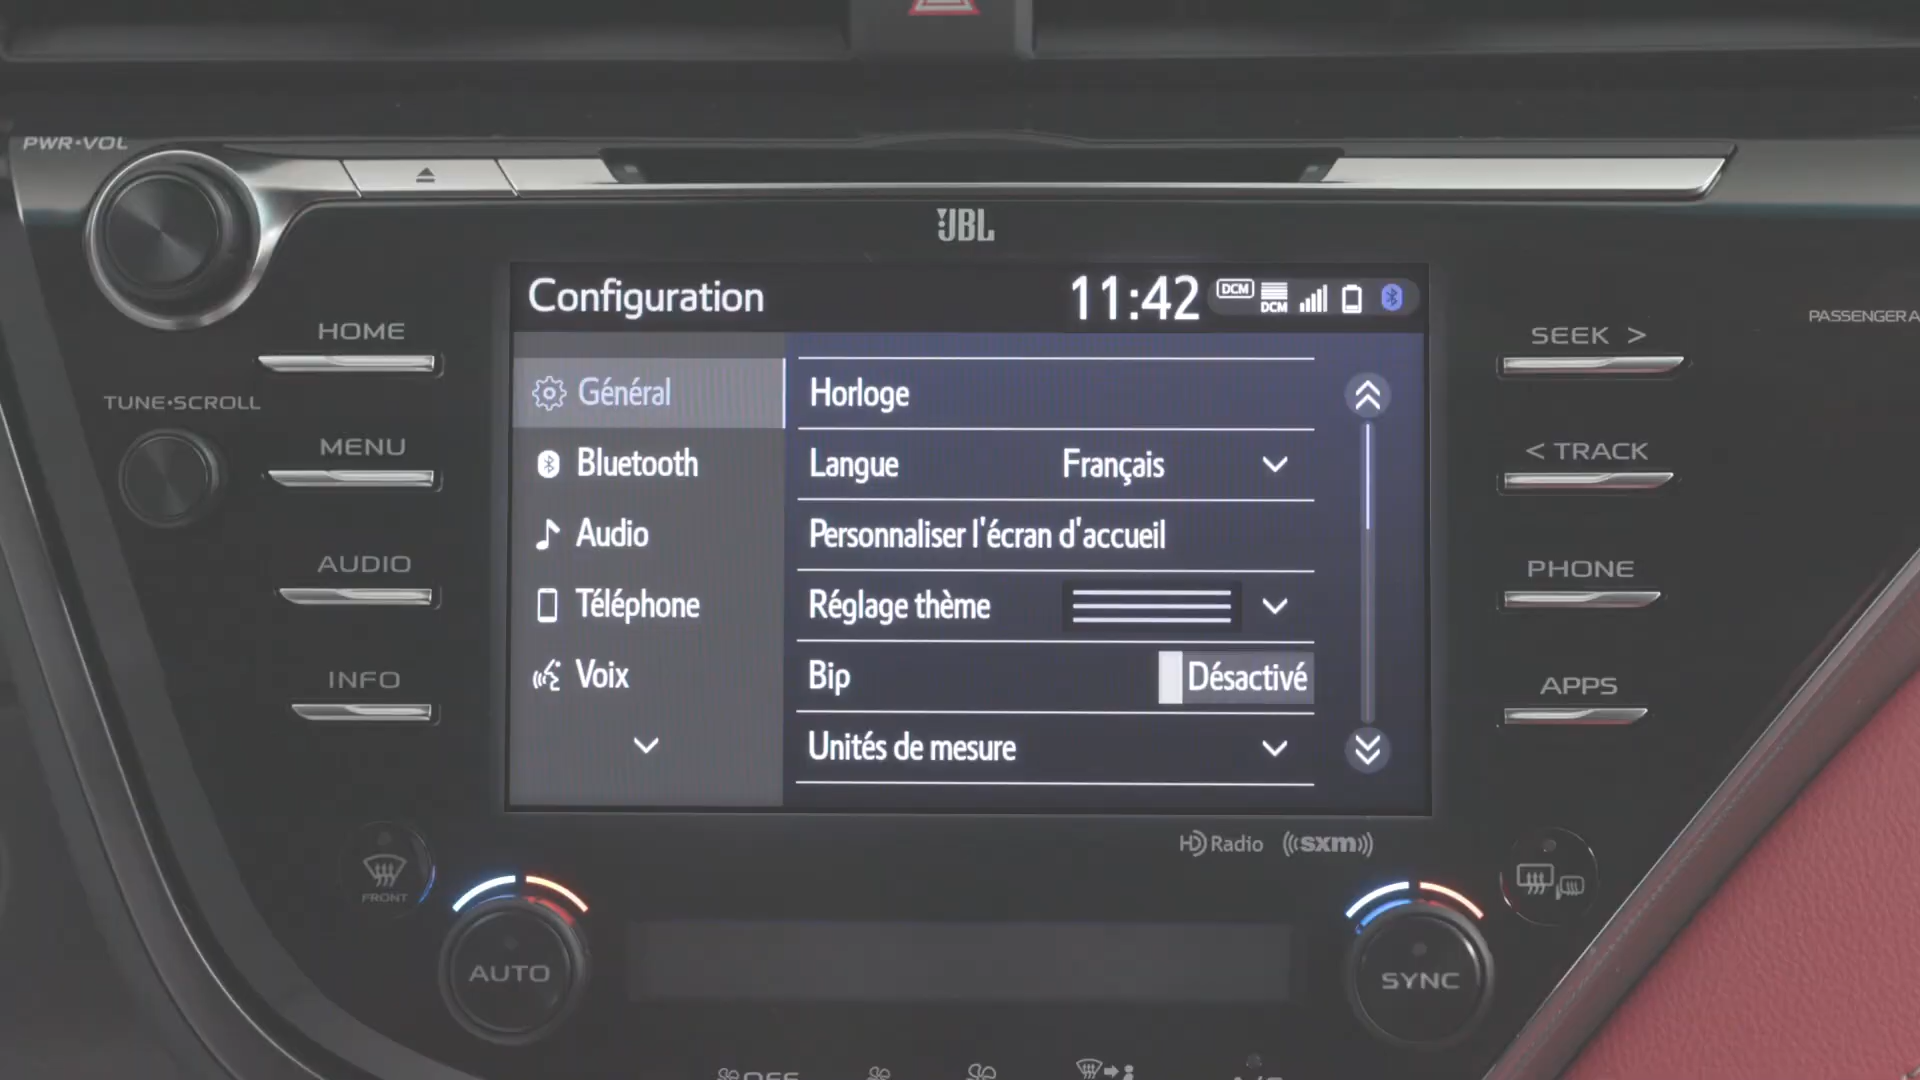 PWR•VOL
JBL
HOME
TUNE•SCROLL
MENU
AUDIO
INFO
Configuration
11:42
DCM
DCM
Général
Bluetooth
Audio
Téléphone
Voix
Horloge
Langue Français
Personnaliser l'écran d'accueil
Réglage thème
Bip Désactivé
Unités de mesure
SEEK >
PASSENGER A
< TRACK
PHONE
APPS
HD Radio ((sxm))
FRONT
AUTO
SYNC
OFF